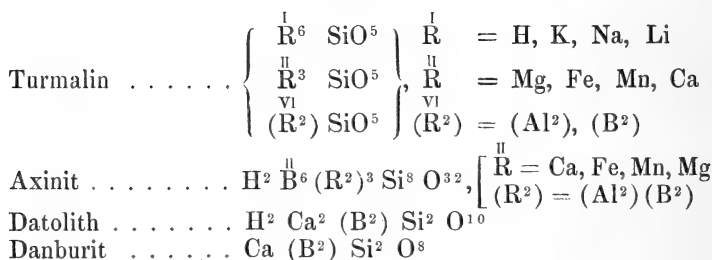 Turmalin . . . . . . { R̊⁶ SiO⁵ } R = H, K, Na, Li
R³ SiO⁵ , R = Mg, Fe, Mn, Ca
(R²) SiO⁵ (R²) = (Al²), (B²)
Axinit . . . . . . . . H² B⁶ (R²)³ Si⁸ O³², [ R = Ca, Fe, Mn, Mg
(R²) = (Al²) (B²)
Datolith . . . . . . . H² Ca² (B²) Si² O¹⁰
Danburit . . . . . . Ca (B²) Si² O⁸